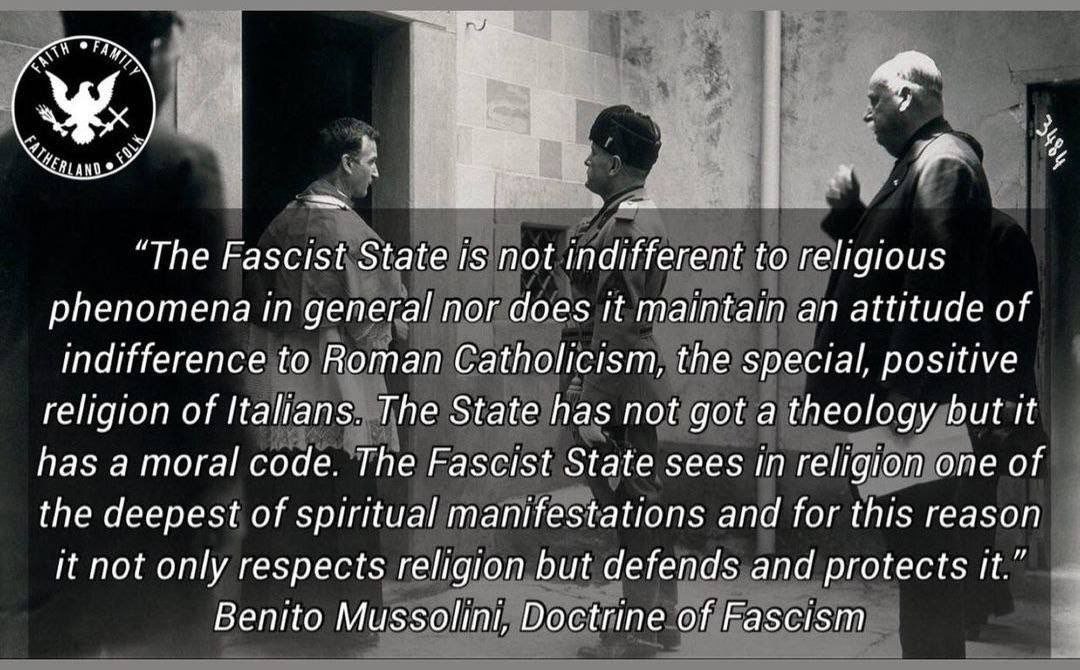 FAITH • FAMILY
FATHERLAND • FOLK
3484
“The Fascist State is not indifferent to religious
phenomena in general nor does it maintain an attitude of
indifference to Roman Catholicism, the special, positive
religion of Italians. The State has not got a theology but it
has a moral code. The Fascist State sees in religion one of
the deepest of spiritual manifestations and for this reason
it not only respects religion but defends and protects it.”
Benito Mussolini, Doctrine of Fascism